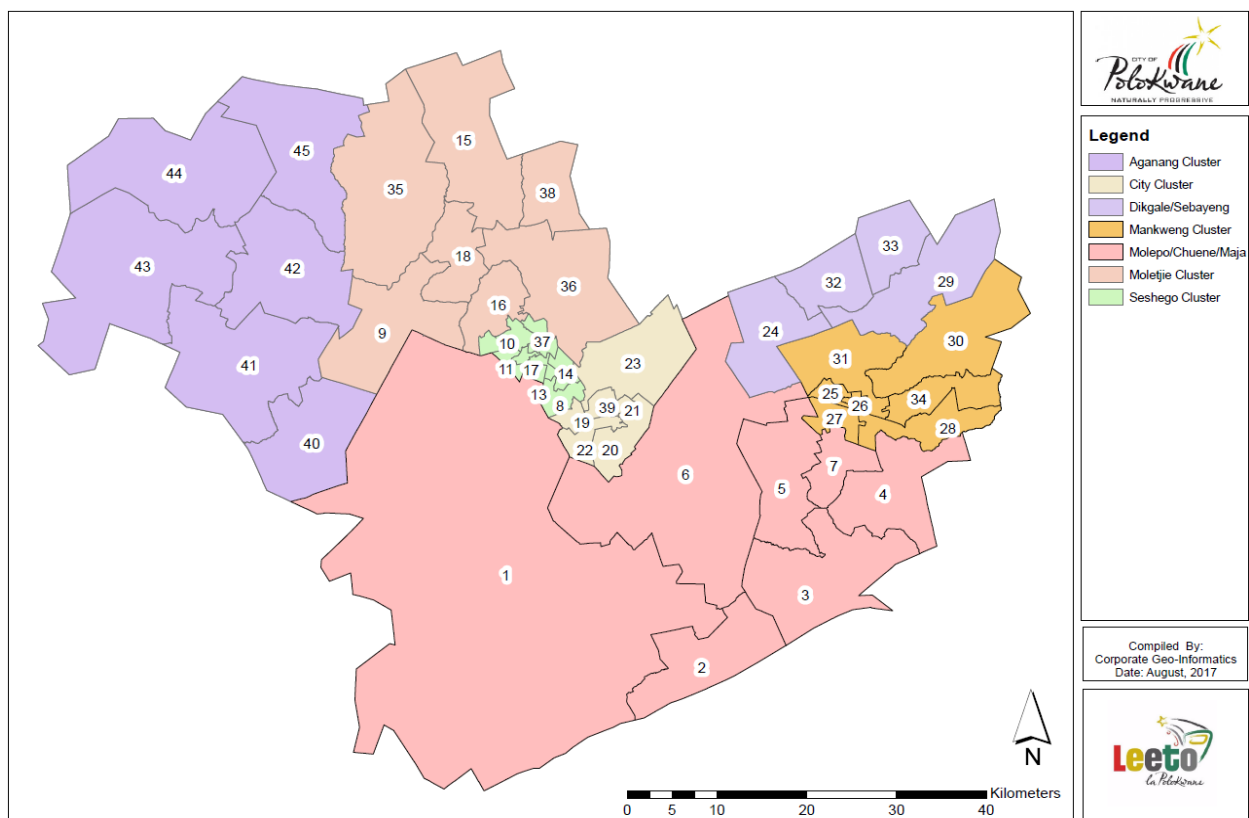 CITY OF
POLOKWANE
NATURALLY PROGRESSIVE
Legend
Aganang Cluster
City Cluster
Dikgale/Sebayeng
Mankweng Cluster
Molepo/Chuene/Maja
Moletjie Cluster
Seshego Cluster
15
45
44
35
38
33
18
43
42
32
29
36
16
24
9
30
10
37
23
31
41
11
17
14
13
25
8
39
21
26
34
19
27
28
40
22
20
7
6
5
4
1
3
2
N
Kilometers
0 5 10 20 30 40
Compiled By:
Corporate Geo-Informatics
Date: August, 2017
Leeto
la Polokwane